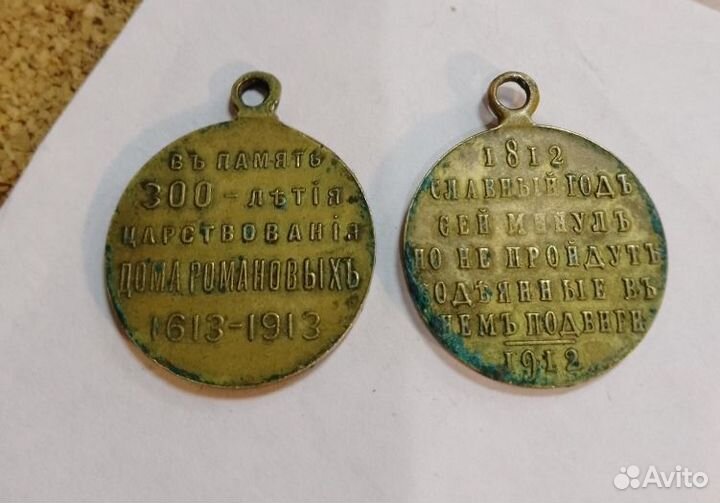 ВЪ ПАМЯТЬ
300-ЛѢТІЯ
ЦАРСТВОВАНІЯ
ДОМА РОМАНОВЫХЪ
1613-1913
1812
СЛАВНЫЙ ГОДЪ
СЕЙ МИНУЛЪ
НО НЕ ПРОЙДУТЪ
СОДѢЯННЫЕ ВЪ
НЕМЪ ПОДВИГИ
1912
Avito